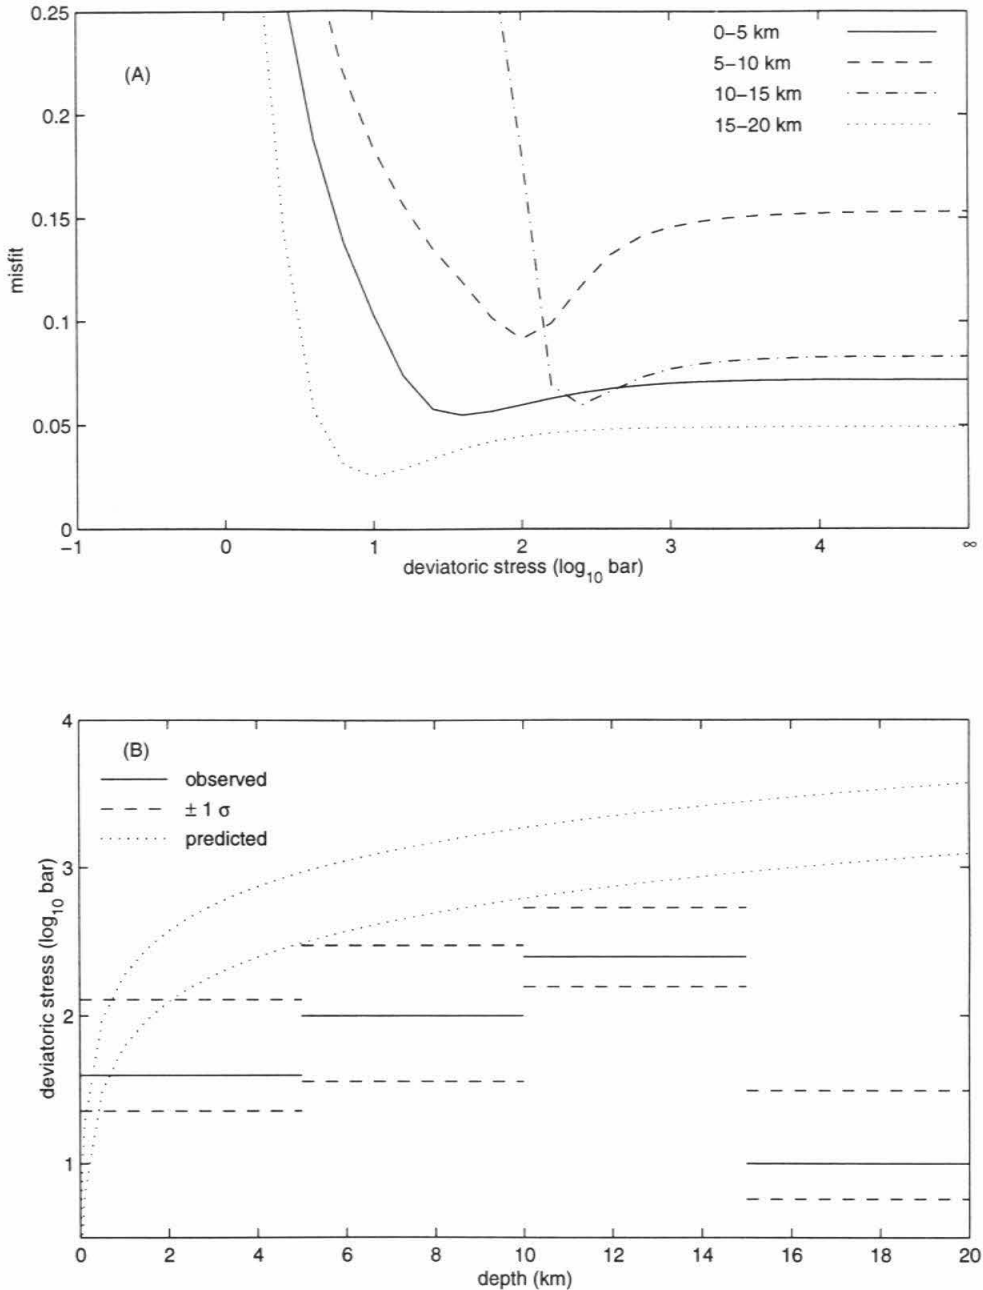 0.25
(A)
0–5 km
5–10 km
10–15 km
15–20 km
0.2
0.15
misfit
0.1
0.05
0
−1
0
1
2
3
4
∞
deviatoric stress (log10 bar)
4
(B)
observed
± 1 σ
predicted
3
deviatoric stress (log10 bar)
2
1
0
2
4
6
8
10
12
14
16
18
20
depth (km)